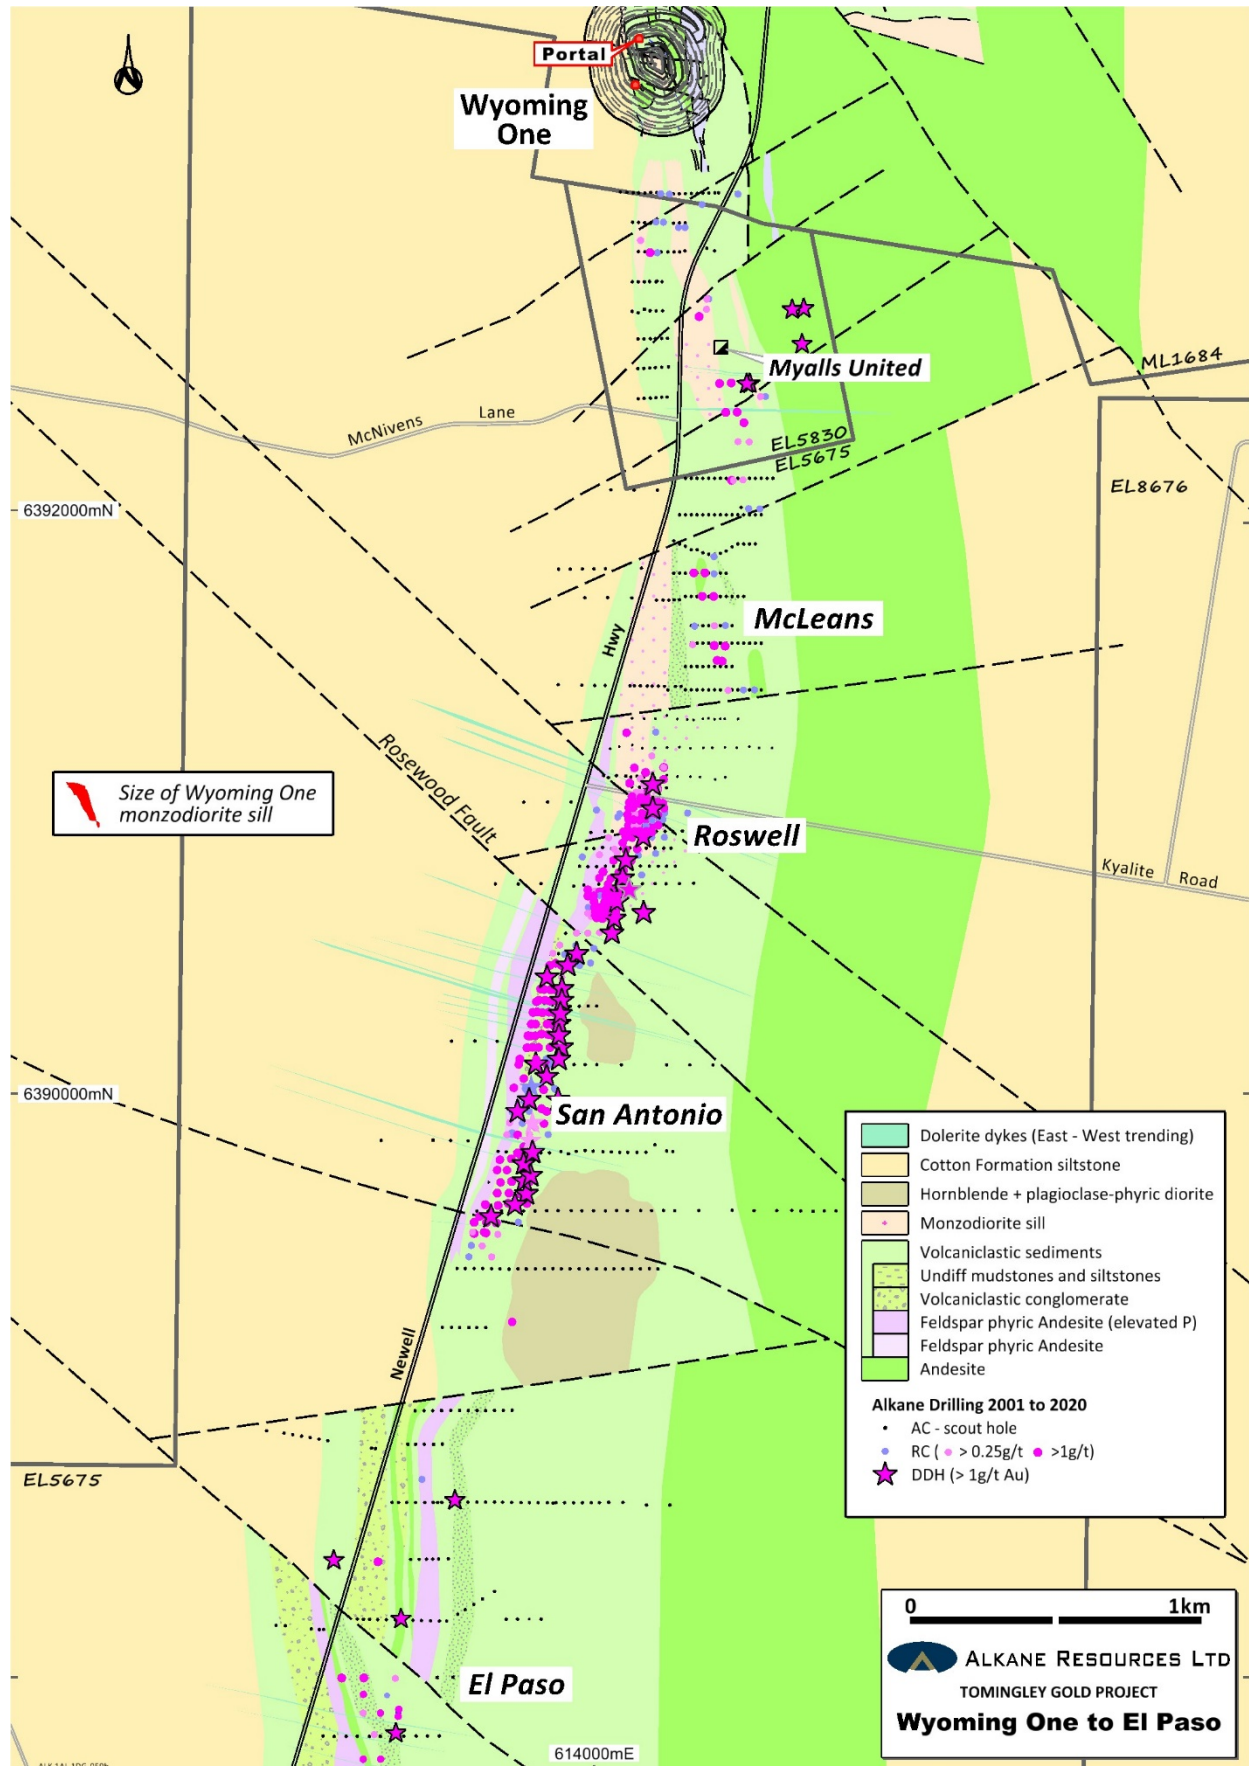 Portal
Wyoming
One
Myalls United
ML1684
McNivens
Lane
EL5830
EL5675
EL8676
6392000mN
McLeans
Hwy
Rosewood Fault
Size of Wyoming One
monzodiorite sill
Roswell
Kyalite
Road
6390000mN
San Antonio
Dolerite dykes (East - West trending)
Cotton Formation siltstone
Hornblende + plagioclase-phyric diorite
Monzodiorite sill
Volcaniclastic sediments
Undiff mudstones and siltstones
Volcaniclastic conglomerate
Feldspar phyric Andesite (elevated P)
Feldspar phyric Andesite
Andesite
Alkane Drilling 2001 to 2020
AC - scout hole
RC ( > 0.25g/t >1g/t)
DDH (> 1g/t Au)
Newell
EL5675
El Paso
614000mE
0 1km
ALKANE RESOURCES LTD
TOMINGLEY GOLD PROJECT
Wyoming One to El Paso